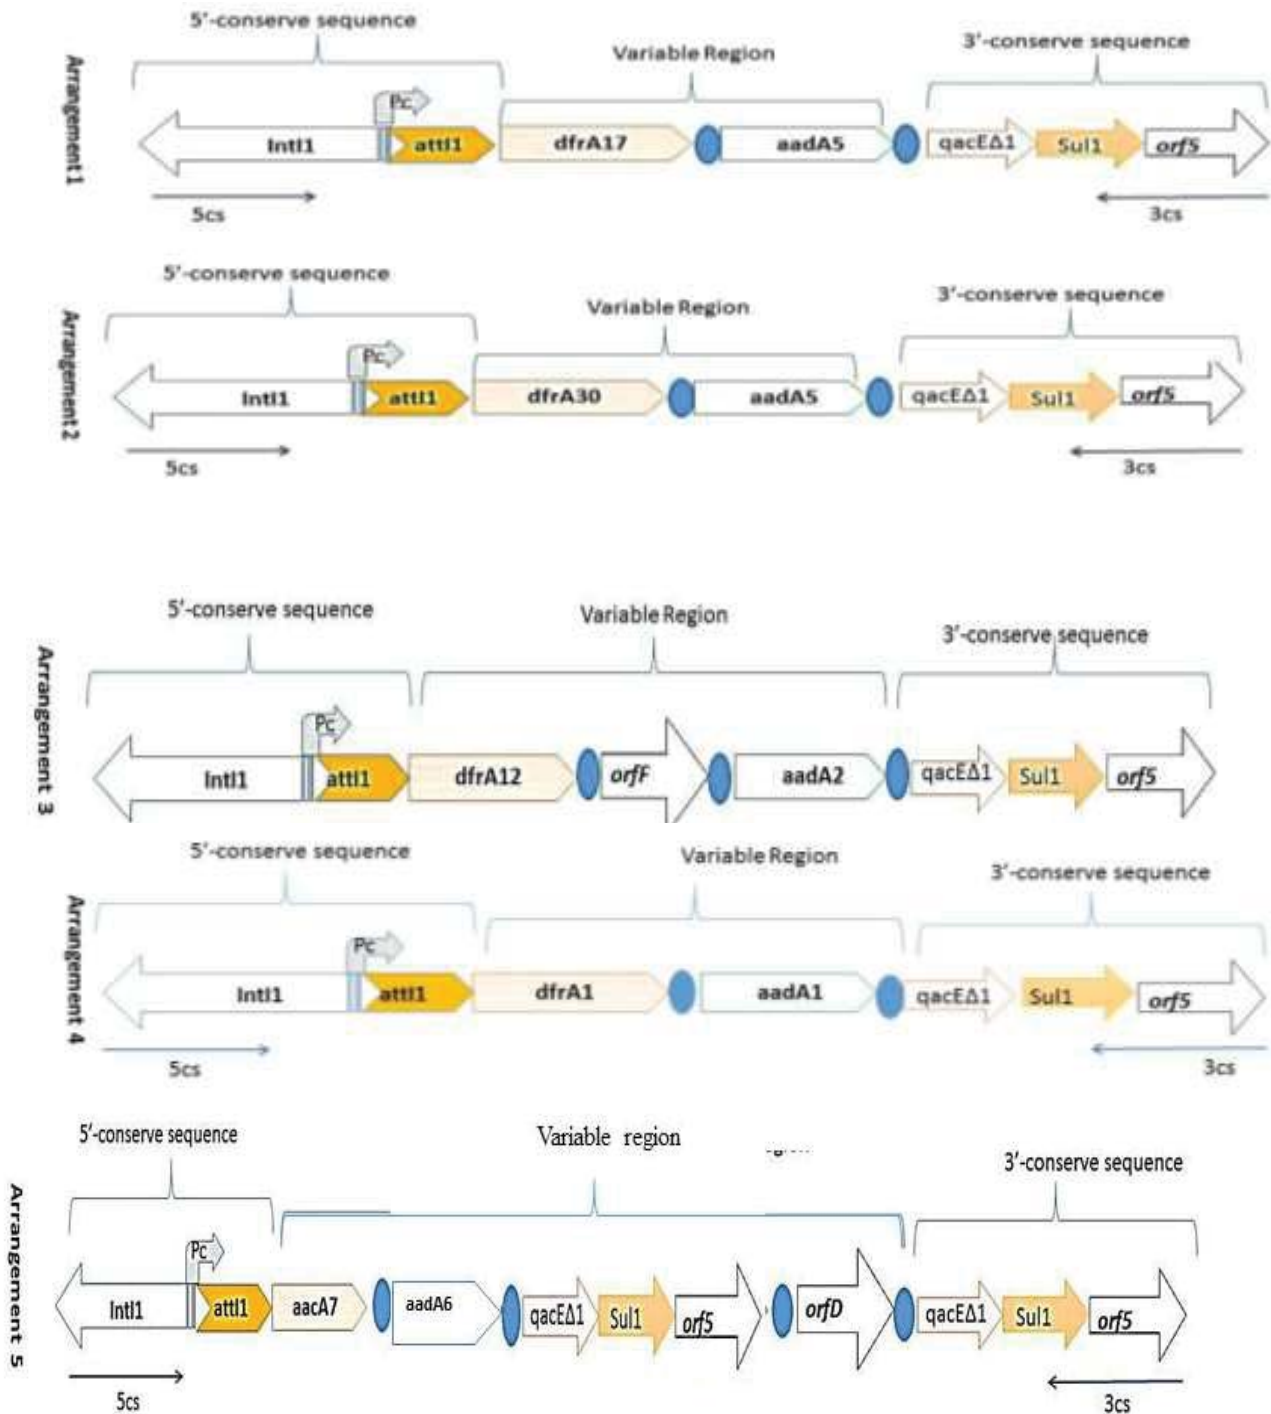 5'-conserve sequence
Variable Region
3'-conserve sequence
Arrangement 1
Pc
IntI1 attI1 dfrA17 aadA5 qacEΔ1 Sul1 orf5
5cs 3cs
5'-conserve sequence
Variable Region
3'-conserve sequence
Arrangement 2
Pc
IntI1 attI1 dfrA30 aadA5 qacEΔ1 Sul1 orf5
5cs 3cs
5'-conserve sequence
Variable Region
3'-conserve sequence
Arrangement 3
Pc
IntI1 attI1 dfrA12 orfF aadA2 qacEΔ1 Sul1 orf5
5'-conserve sequence
Variable Region
3'-conserve sequence
Arrangement 4
Pc
IntI1 attI1 dfrA1 aadA1 qacEΔ1 Sul1 orf5
5cs 3cs
5'-conserve sequence
Variable region
3'-conserve sequence
Arrangement 5
Pc
IntI1 attI1 aacA7 aadA6 qacEΔ1 Sul1 orf5 orfD qacEΔ1 Sul1 orf5
5cs 3cs